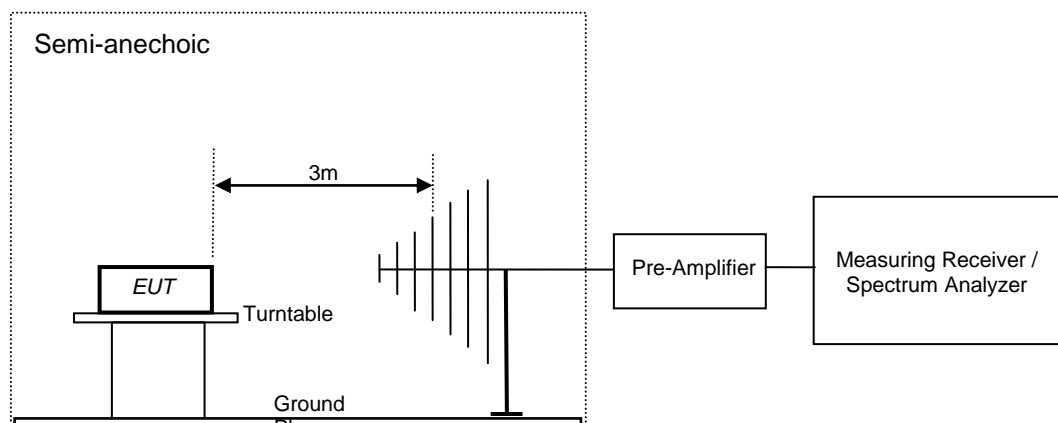 Semi-anechoic
3m
EUT
Turntable
Pre-Amplifier
Measuring Receiver /
Spectrum Analyzer
Ground